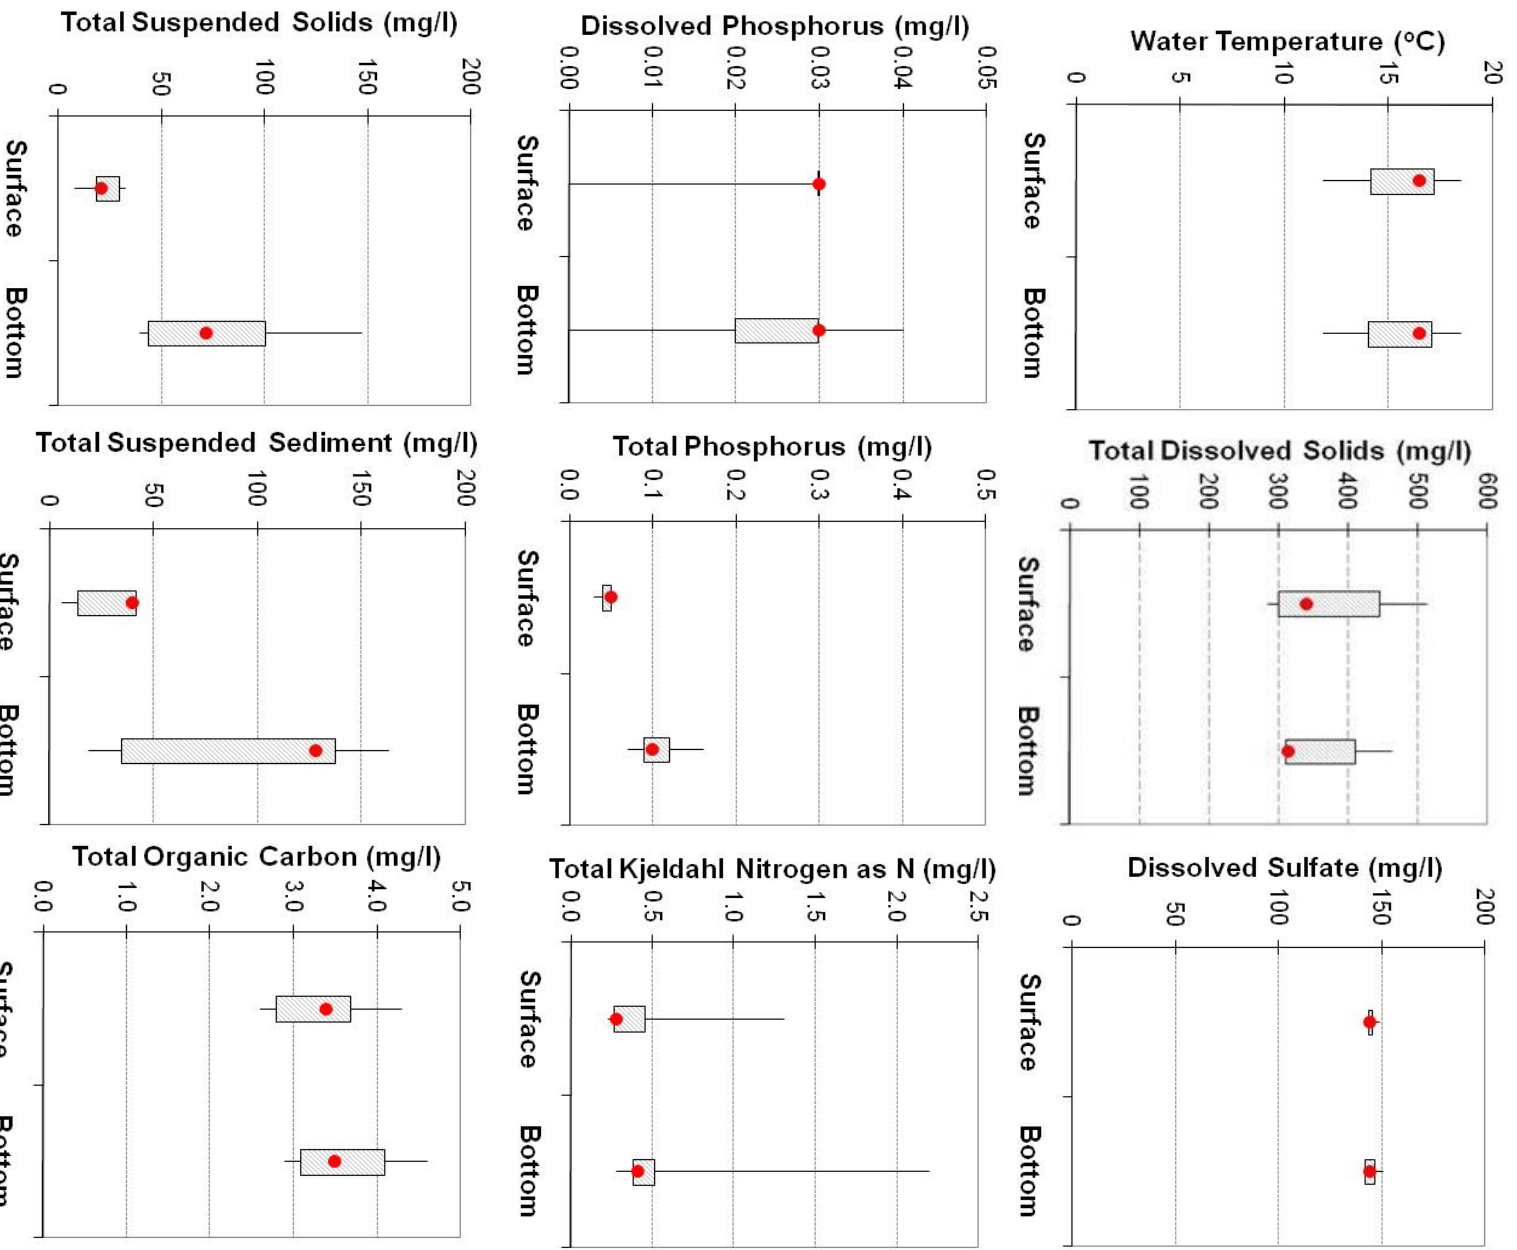 Total Suspended Solids (mg/l)
0 50 100 150 200
Surface
Bottom
Dissolved Phosphorus (mg/l)
0.00 0.01 0.02 0.03 0.04 0.05
Surface
Bottom
Water Temperature (°C)
0 5 10 15 20
Surface
Bottom
Total Suspended Sediment (mg/l)
0 50 100 150 200
Surface
Bottom
Total Phosphorus (mg/l)
0.0 0.1 0.2 0.3 0.4 0.5
Surface
Bottom
Total Dissolved Solids (mg/l)
0 100 200 300 400 500 600
Surface
Bottom
Total Organic Carbon (mg/l)
0.0 1.0 2.0 3.0 4.0 5.0
Surface
Bottom
Total Kjeldahl Nitrogen as N (mg/l)
0.0 0.5 1.0 1.5 2.0 2.5
Surface
Bottom
Dissolved Sulfate (mg/l)
0 50 100 150 200
Surface
Bottom